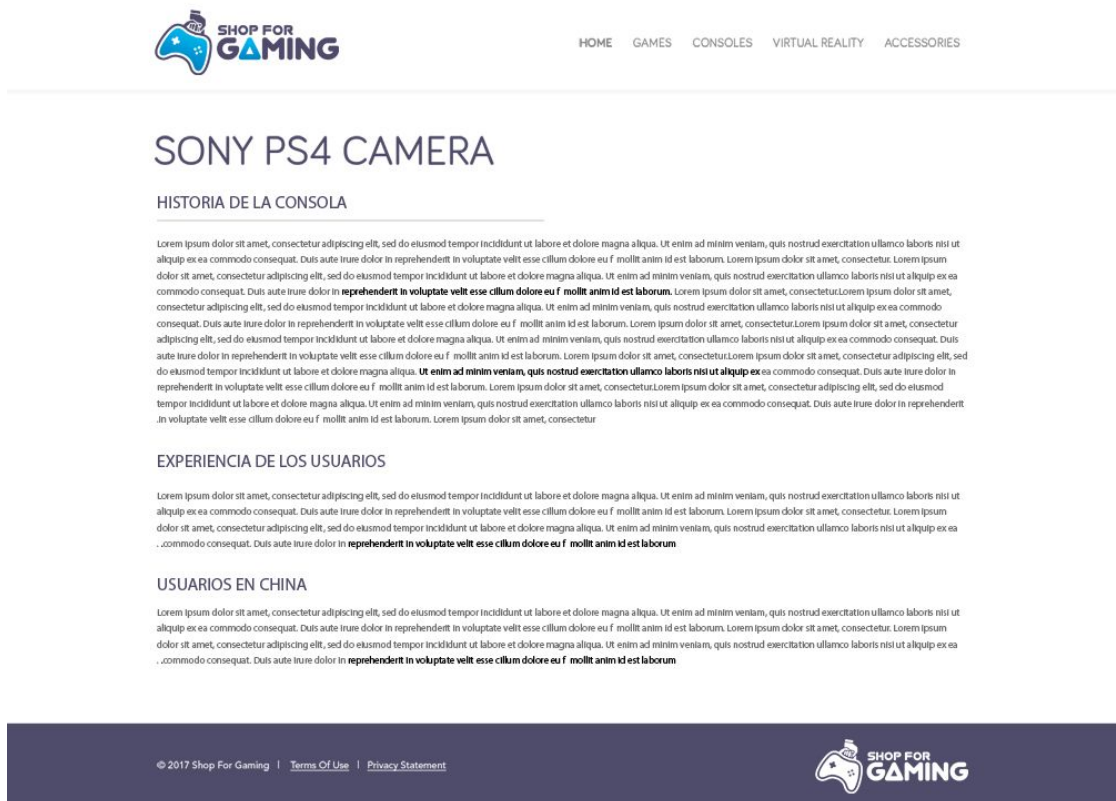 SHOP FOR
GAMING
HOME GAMES CONSOLES VIRTUAL REALITY ACCESSORIES
SONY PS4 CAMERA
HISTORIA DE LA CONSOLA
Lorem ipsum dolor sit amet, consectetur adipiscing elit, sed do eiusmod tempor incididunt ut labore et dolore magna aliqua. Ut enim ad minim veniam, quis nostrud exercitation ullamco laboris nisi ut
aliquip ex ea commodo consequat. Duis aute irure dolor in reprehenderit in voluptate velit esse cillum dolore eu f mollit anim id est laborum. Lorem ipsum dolor sit amet, consectetur. Lorem ipsum
dolor sit amet, consectetur adipiscing elit, sed do eiusmod tempor incididunt ut labore et dolore magna aliqua. Ut enim ad minim veniam, quis nostrud exercitation ullamco laboris nisi ut aliquip ex ea
commodo consequat. Duis aute irure dolor in reprehenderit in voluptate velit esse cillum dolore eu f mollit anim id est laborum. Lorem ipsum dolor sit amet, consectetur.Lorem ipsum dolor sit amet,
consectetur adipiscing elit, sed do eiusmod tempor incididunt ut labore et dolore magna aliqua. Ut enim ad minim veniam, quis nostrud exercitation ullamco laboris nisi ut aliquip ex ea commodo
consequat. Duis aute irure dolor in reprehenderit in voluptate velit esse cillum dolore eu f mollit anim id est laborum. Lorem ipsum dolor sit amet, consectetur.Lorem ipsum dolor sit amet, consectetur
adipiscing elit, sed do eiusmod tempor incididunt ut labore et dolore magna aliqua. Ut enim ad minim veniam, quis nostrud exercitation ullamco laboris nisi ut aliquip ex ea commodo consequat. Duis
aute irure dolor in reprehenderit in voluptate velit esse cillum dolore eu f mollit anim id est laborum. Lorem ipsum dolor sit amet, consectetur.Lorem ipsum dolor sit amet, consectetur adipiscing elit, sed
do eiusmod tempor incididunt ut labore et dolore magna aliqua. Ut enim ad minim veniam, quis nostrud exercitation ullamco laboris nisi ut aliquip ex ea commodo consequat. Duis aute irure dolor in
reprehenderit in voluptate velit esse cillum dolore eu f mollit anim id est laborum. Lorem ipsum dolor sit amet, consectetur.Lorem ipsum dolor sit amet, consectetur adipiscing elit, sed do eiusmod
tempor incididunt ut labore et dolore magna aliqua. Ut enim ad minim veniam, quis nostrud exercitation ullamco laboris nisi ut aliquip ex ea commodo consequat. Duis aute irure dolor in reprehenderit
.in voluptate velit esse cillum dolore eu f mollit anim id est laborum. Lorem ipsum dolor sit amet, consectetur
EXPERIENCIA DE LOS USUARIOS
Lorem ipsum dolor sit amet, consectetur adipiscing elit, sed do eiusmod tempor incididunt ut labore et dolore magna aliqua. Ut enim ad minim veniam, quis nostrud exercitation ullamco laboris nisi ut
aliquip ex ea commodo consequat. Duis aute irure dolor in reprehenderit in voluptate velit esse cillum dolore eu f mollit anim id est laborum. Lorem ipsum dolor sit amet, consectetur. Lorem ipsum
dolor sit amet, consectetur adipiscing elit, sed do eiusmod tempor incididunt ut labore et dolore magna aliqua. Ut enim ad minim veniam, quis nostrud exercitation ullamco laboris nisi ut aliquip ex ea
. .commodo consequat. Duis aute irure dolor in reprehenderit in voluptate velit esse cillum dolore eu f mollit anim id est laborum
USUARIOS EN CHINA
Lorem ipsum dolor sit amet, consectetur adipiscing elit, sed do eiusmod tempor incididunt ut labore et dolore magna aliqua. Ut enim ad minim veniam, quis nostrud exercitation ullamco laboris nisi ut
aliquip ex ea commodo consequat. Duis aute irure dolor in reprehenderit in voluptate velit esse cillum dolore eu f mollit anim id est laborum. Lorem ipsum dolor sit amet, consectetur. Lorem ipsum
dolor sit amet, consectetur adipiscing elit, sed do eiusmod tempor incididunt ut labore et dolore magna aliqua. Ut enim ad minim veniam, quis nostrud exercitation ullamco laboris nisi ut aliquip ex ea
. .commodo consequat. Duis aute irure dolor in reprehenderit in voluptate velit esse cillum dolore eu f mollit anim id est laborum
© 2017 Shop For Gaming | Terms Of Use | Privacy Statement
SHOP FOR
GAMING